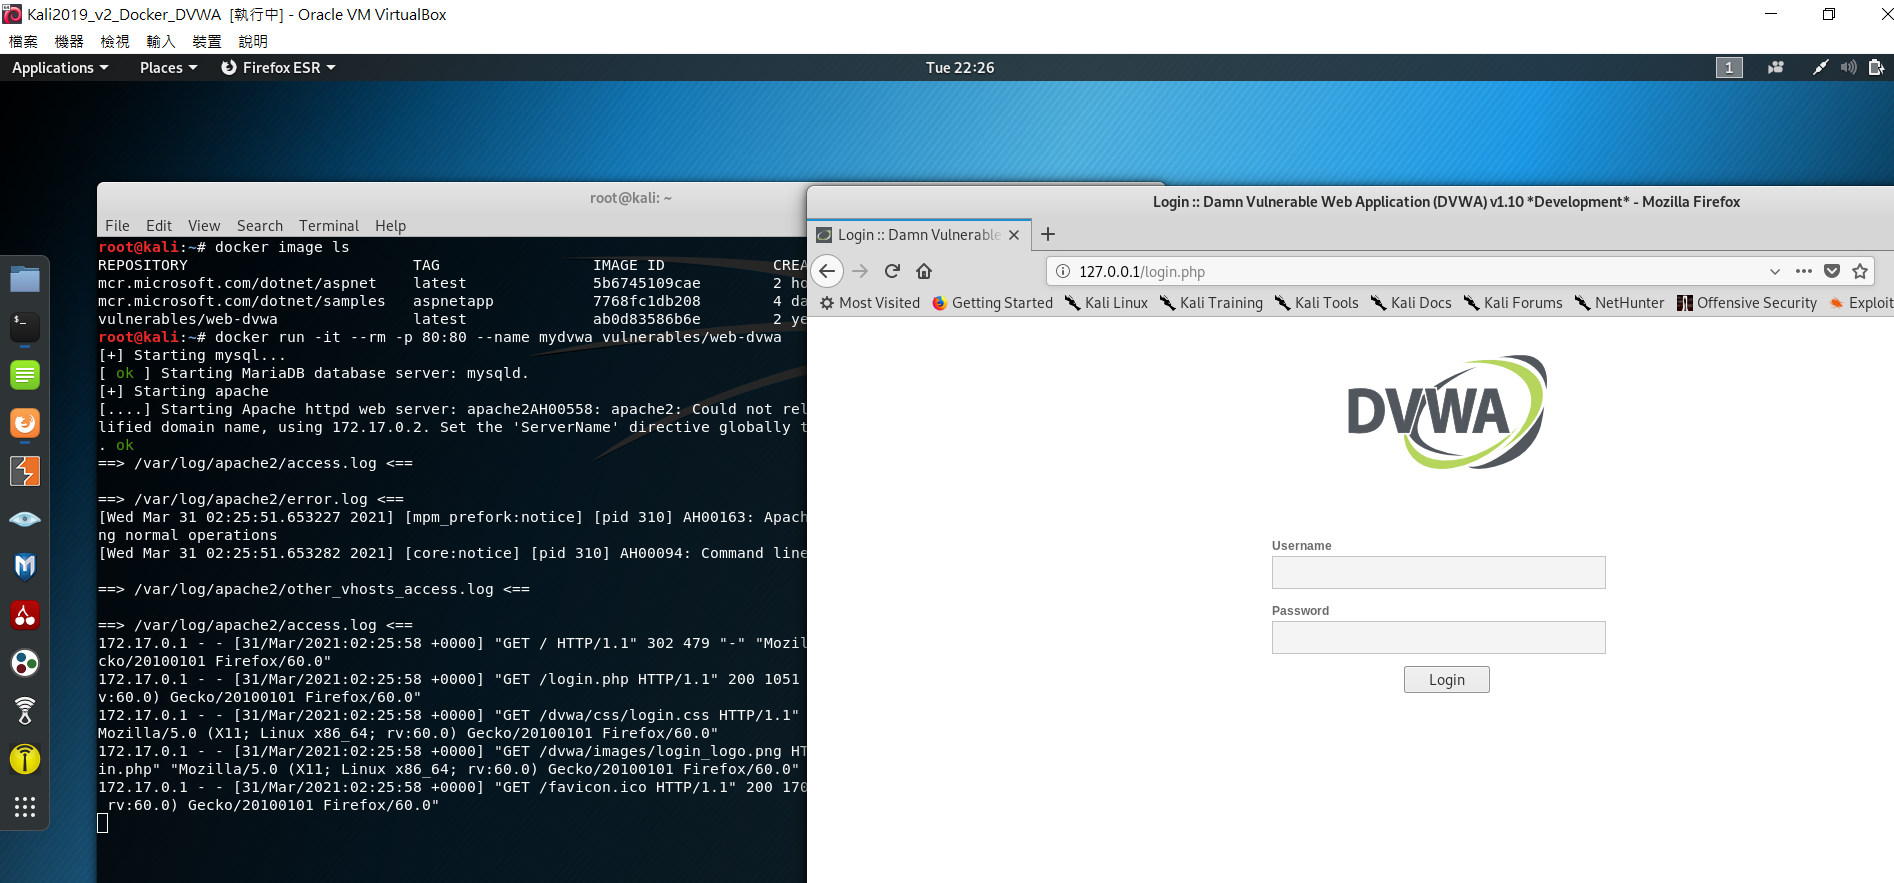 Kali2019_v2_Docker_DVWA [執行中] - Oracle VM VirtualBox
檔案 機器 檢視 輸入 裝置 說明
Applications Places Firefox ESR Tue 22:26 1
root@kali: ~
File Edit View Search Terminal Help
root@kali:~# docker image ls
REPOSITORY TAG IMAGE ID CREA
mcr.microsoft.com/dotnet/aspnet latest 5b6745109cae 2 ho
mcr.microsoft.com/dotnet/samples aspnetapp 7768fc1db208 4 da
vulnerables/web-dvwa latest ab0d83586b6e 2 ye
root@kali:~# docker run -it --rm -p 80:80 --name mydvwa vulnerables/web-dvwa
[+] Starting mysql...
[ ok ] Starting MariaDB database server: mysqld.
[+] Starting apache
[....] Starting Apache httpd web server: apache2AH00558: apache2: Could not rel
lified domain name, using 172.17.0.2. Set the 'ServerName' directive globally t
. ok
==> /var/log/apache2/access.log <==
==> /var/log/apache2/error.log <==
[Wed Mar 31 02:25:51.653227 2021] [mpm_prefork:notice] [pid 310] AH00163: Apach
ng normal operations
[Wed Mar 31 02:25:51.653282 2021] [core:notice] [pid 310] AH00094: Command line
==> /var/log/apache2/other_vhosts_access.log <==
==> /var/log/apache2/access.log <==
172.17.0.1 - - [31/Mar/2021:02:25:58 +0000] "GET / HTTP/1.1" 302 479 "-" "Mozil
cko/20100101 Firefox/60.0"
172.17.0.1 - - [31/Mar/2021:02:25:58 +0000] "GET /login.php HTTP/1.1" 200 1051
v:60.0) Gecko/20100101 Firefox/60.0"
172.17.0.1 - - [31/Mar/2021:02:25:58 +0000] "GET /dvwa/css/login.css HTTP/1.1"
Mozilla/5.0 (X11; Linux x86_64; rv:60.0) Gecko/20100101 Firefox/60.0"
172.17.0.1 - - [31/Mar/2021:02:25:58 +0000] "GET /dvwa/images/login_logo.png HT
in.php" "Mozilla/5.0 (X11; Linux x86_64; rv:60.0) Gecko/20100101 Firefox/60.0"
172.17.0.1 - - [31/Mar/2021:02:25:58 +0000] "GET /favicon.ico HTTP/1.1" 200 170
rv:60.0) Gecko/20100101 Firefox/60.0"
Login :: Damn Vulnerable Web Application (DVWA) v1.10 *Development* - Mozilla Firefox
Login :: Damn Vulnerable
127.0.0.1/login.php
Most Visited Getting Started Kali Linux Kali Training Kali Tools Kali Docs Kali Forums NetHunter Offensive Security Exploit
DVWA
Username
Password
Login